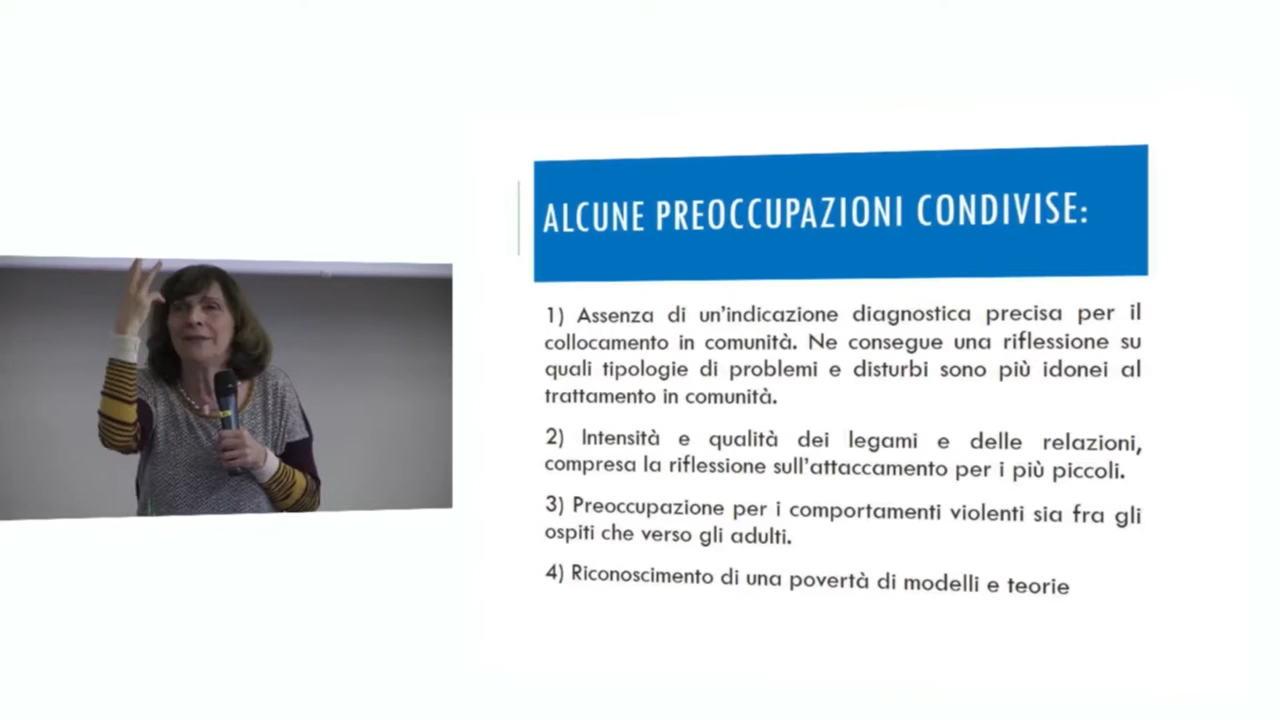 ALCUNE PREOCCUPAZIONI CONDIVISE:
1) Assenza di un'indicazione diagnostica precisa per il
collocamento in comunità. Ne consegue una riflessione su
quali tipologie di problemi e disturbi sono più idonei al
trattamento in comunità.
2) Intensità e qualità dei legami e delle relazioni,
compresa la riflessione sull'attaccamento per i più piccoli.
3) Preoccupazione per i comportamenti violenti sia fra gli
ospiti che verso gli adulti.
4) Riconoscimento di una povertà di modelli e teorie